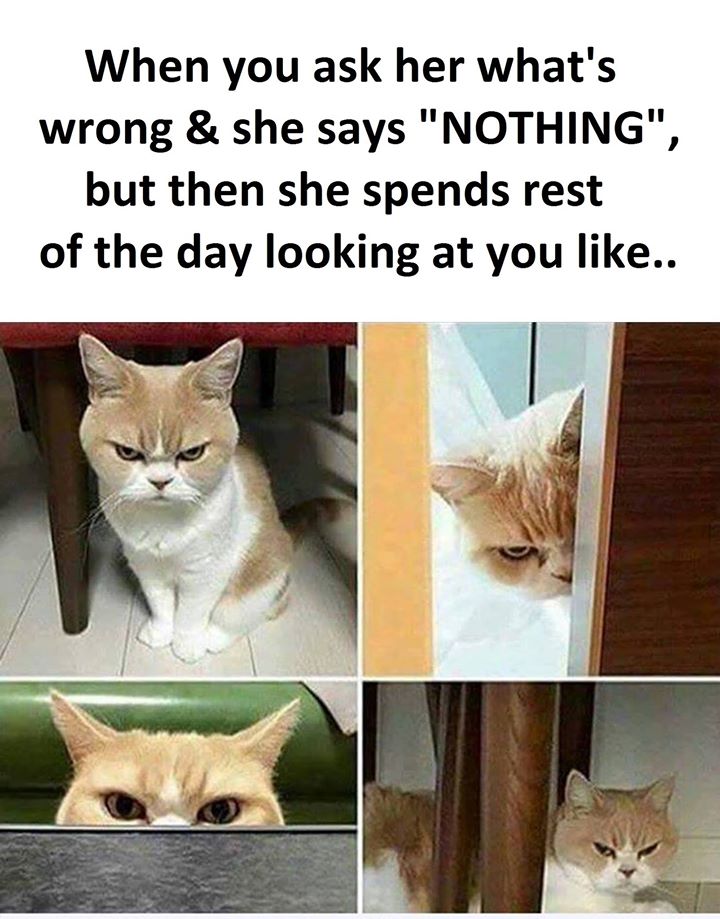 When you ask her what's
wrong & she says "NOTHING",
but then she spends rest
of the day looking at you like..